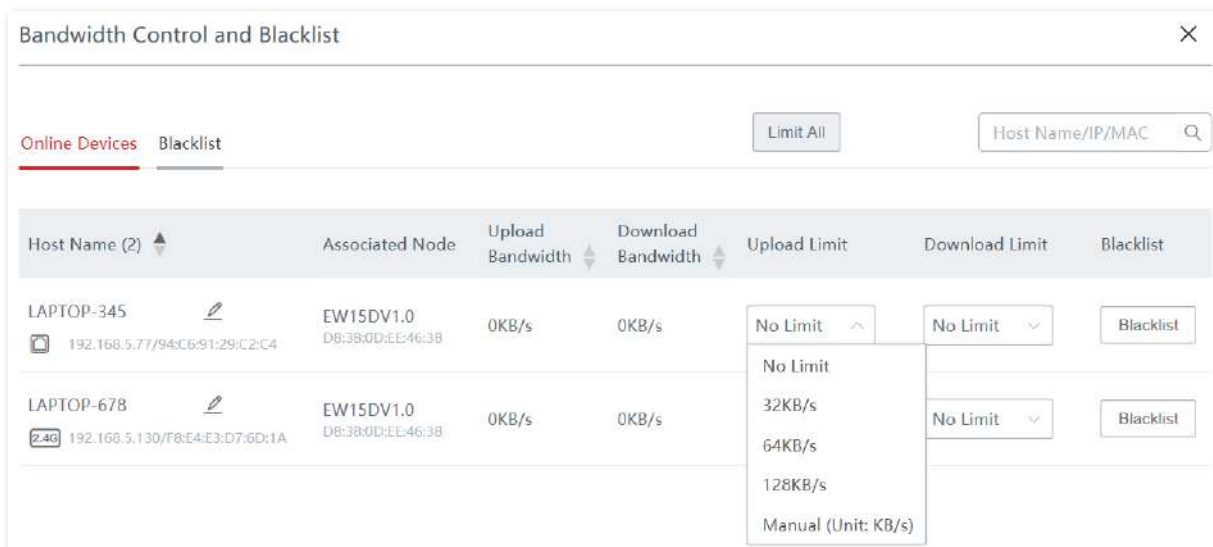 Bandwidth Control and Blacklist
Online Devices Blacklist Limit All Host Name/IP/MAC
Host Name (2) Associated Node Upload Bandwidth Download Bandwidth Upload Limit Download Limit Blacklist
LAPTOP-345 EW15DV1.0 0KB/s 0KB/s No Limit No Limit Blacklist
192.168.5.77/94:C6:91:29:C2:C4 D8:38:0D:EE:46:38
No Limit
LAPTOP-678 EW15DV1.0 0KB/s 0KB/s 32KB/s No Limit Blacklist
2.4G 192.168.5.130/F8:E4:E3:D7:6D:1A D8:38:0D:EE:46:38
64KB/s
128KB/s
Manual (Unit: KB/s)